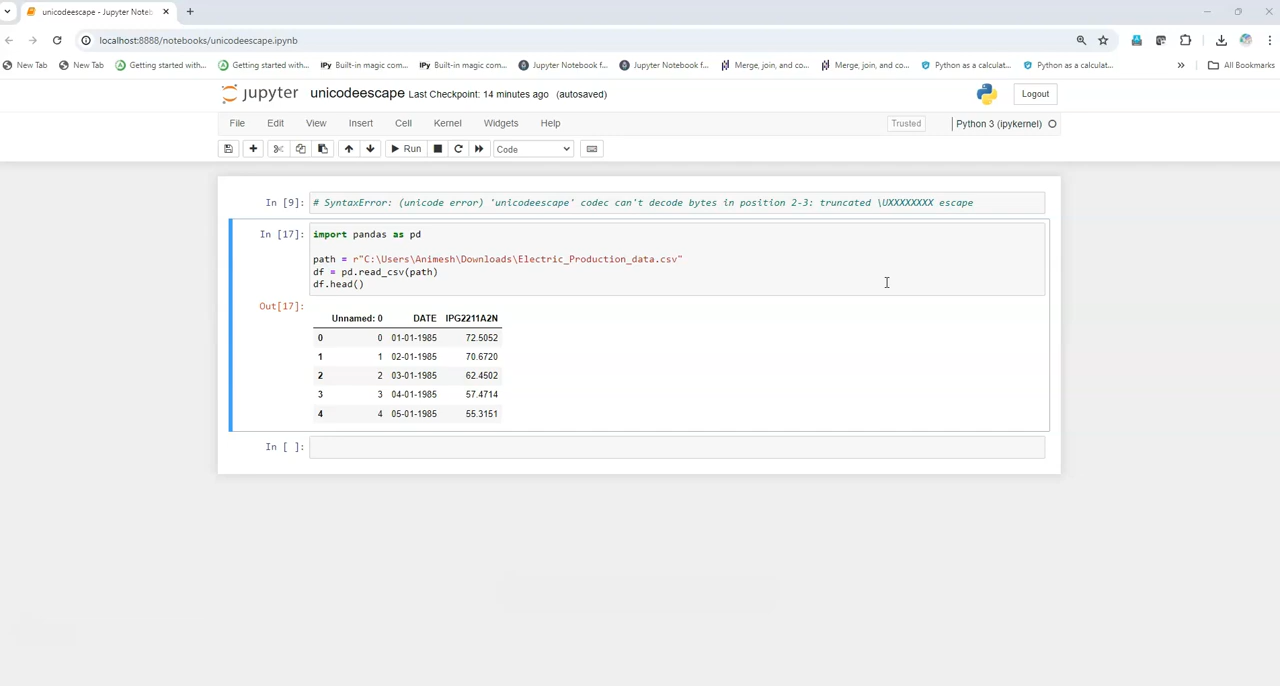 unicodeescape - Jupyter Noteb
localhost:8888/notebooks/unicodeescape.ipynb
New Tab New Tab Getting started with... Getting started with... IPy Built-in magic com... IPy Built-in magic com... Jupyter Notebook f... Jupyter Notebook f... Merge, join, and co... Merge, join, and co... Python as a calculat... Python as a calculat... » All Bookmarks
jupyter unicodeescape Last Checkpoint: 14 minutes ago (autosaved) Logout
File Edit View Insert Cell Kernel Widgets Help Trusted Python 3 (ipykernel)
Run Code
In [9]: # SyntaxError: (unicode error) 'unicodeescape' codec can't decode bytes in position 2-3: truncated \UXXXXXXXX escape
In [17]: import pandas as pd
path = r"C:\Users\Animesh\Downloads\Electric_Production_data.csv"
df = pd.read_csv(path)
df.head()
Out[17]:
Unnamed: 0 DATE IPG2211A2N
0 0 01-01-1985 72.5052
1 1 02-01-1985 70.6720
2 2 03-01-1985 62.4502
3 3 04-01-1985 57.4714
4 4 05-01-1985 55.3151
In [ ]: